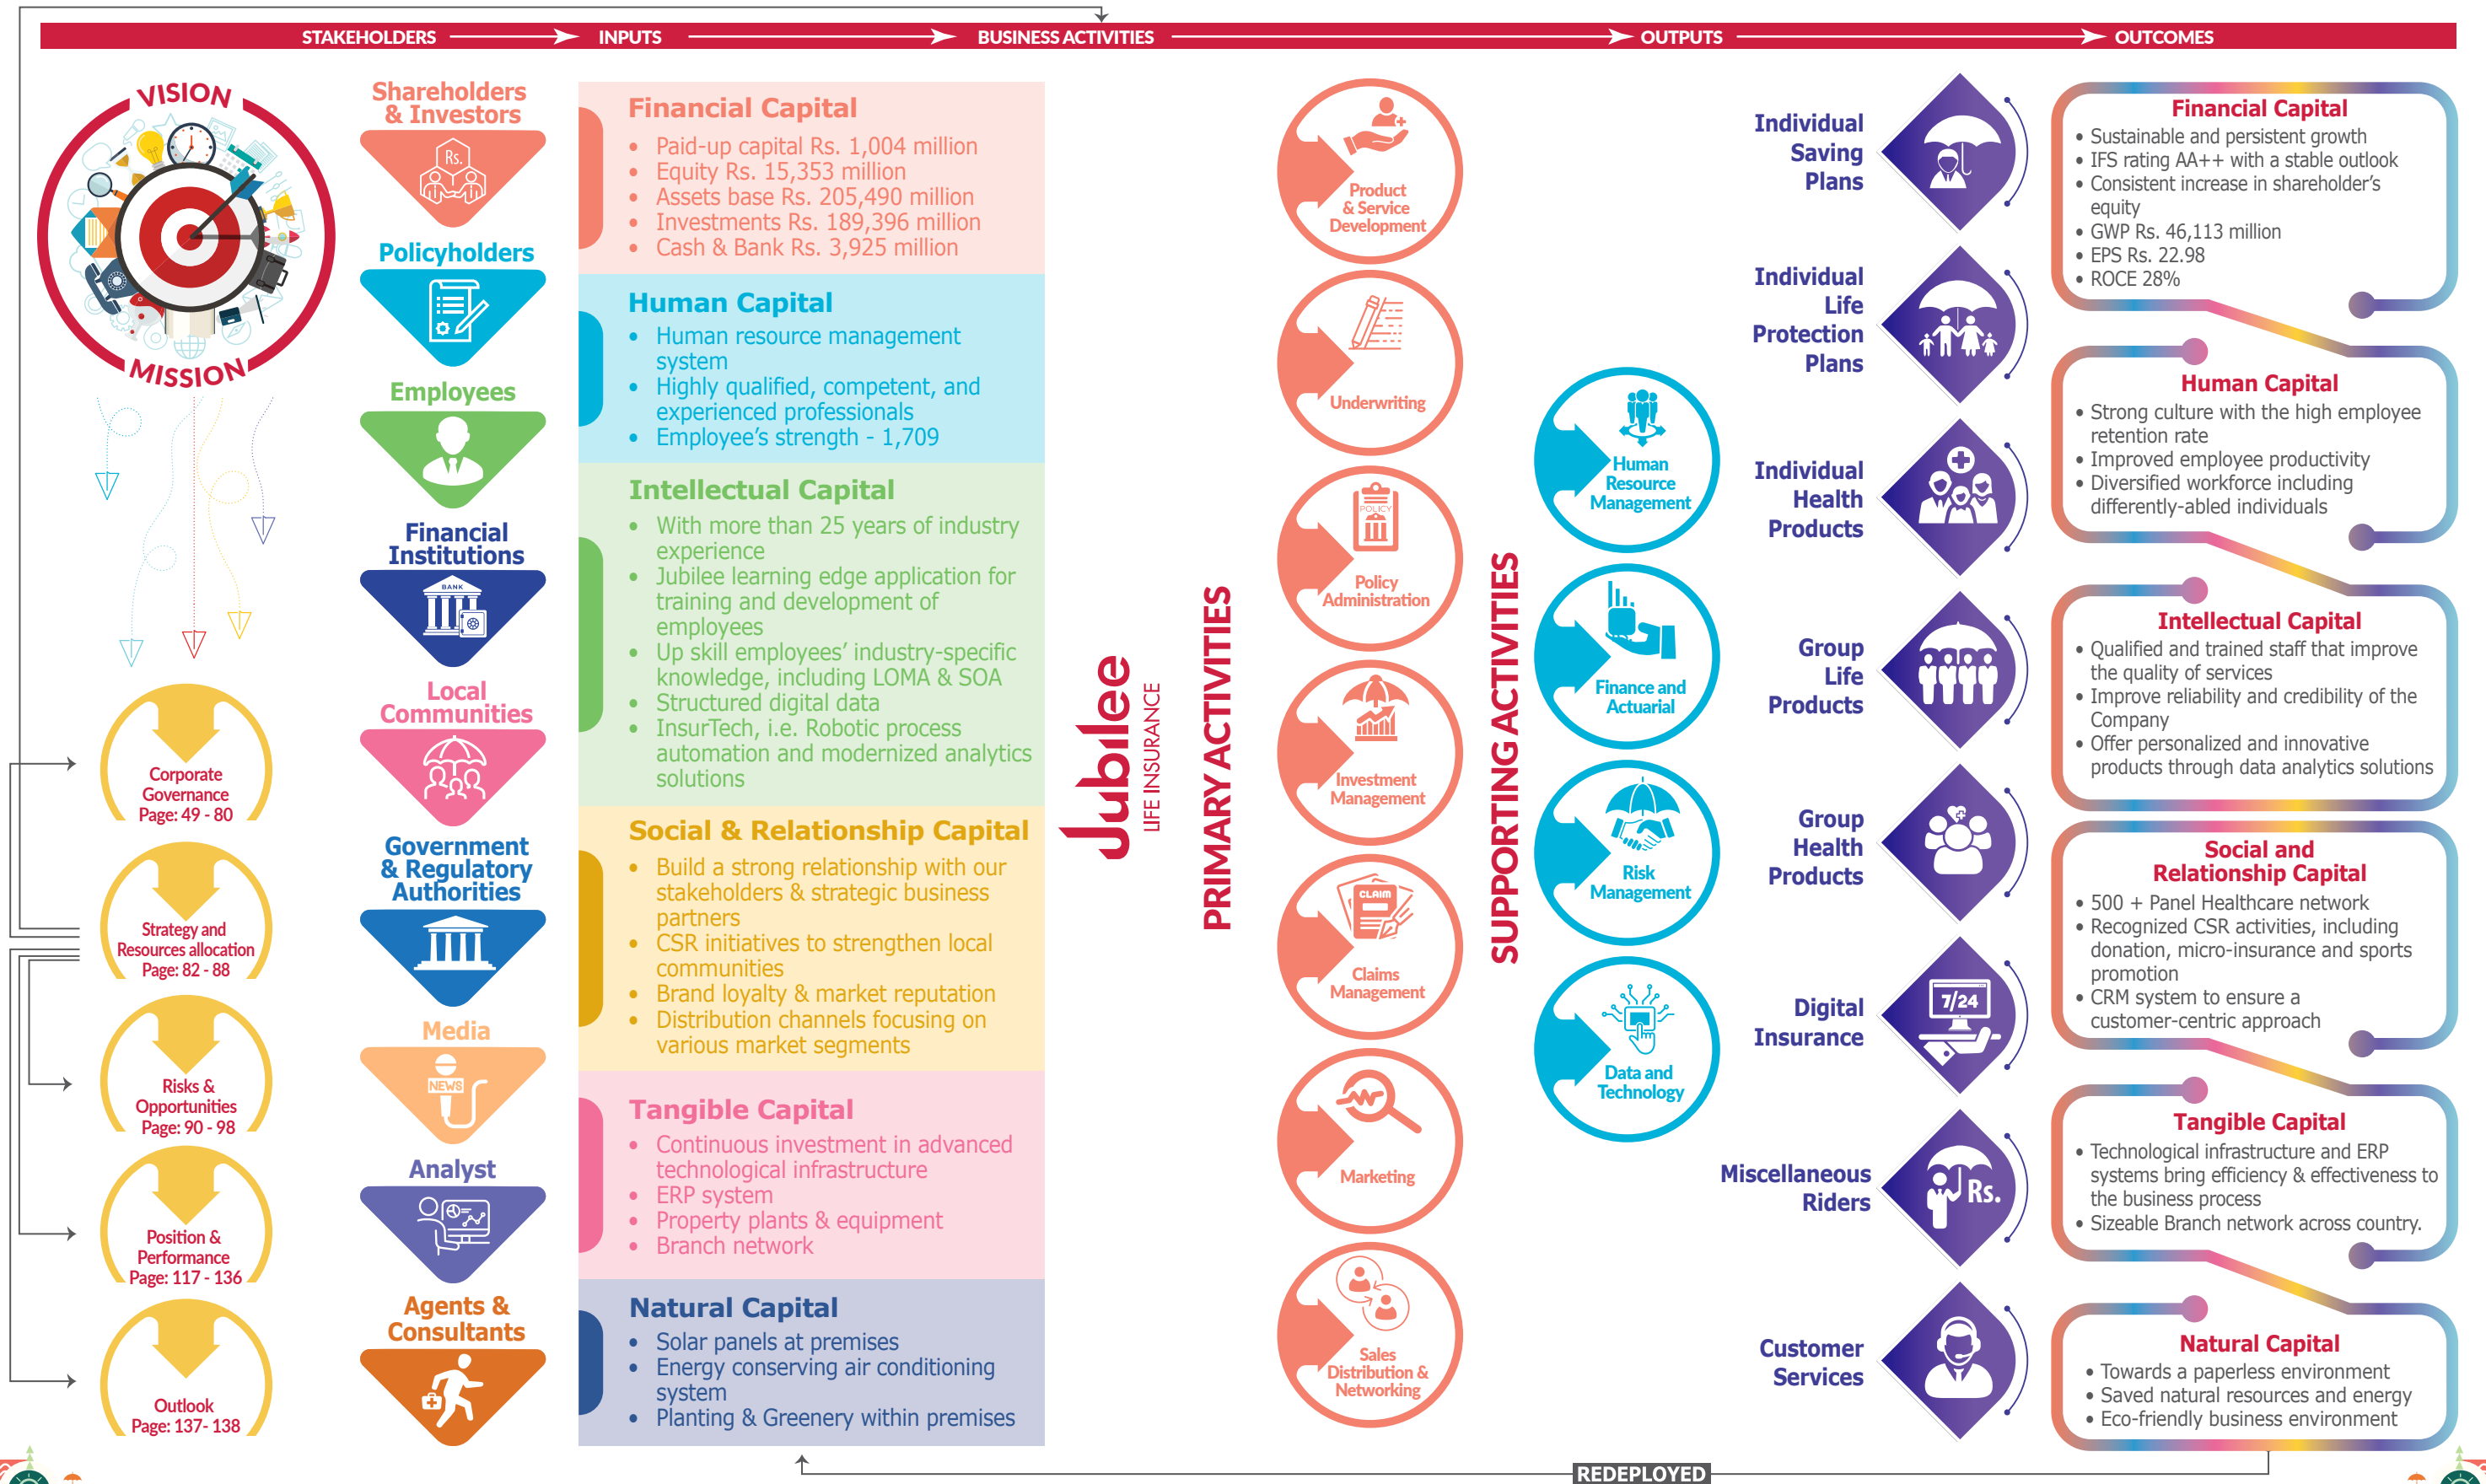 STAKEHOLDERS
INPUTS
BUSINESS ACTIVITIES
OUTPUTS
OUTCOMES
VISION
MISSION
Corporate
Governance
Page: 49 - 80
Strategy and
Resources allocation
Page: 82 - 88
Risks &
Opportunities
Page: 90 - 98
Position &
Performance
Page: 117 - 136
Outlook
Page: 137- 138
Shareholders
& Investors
Rs.
Policyholders
Employees
Financial
Institutions
BANK
Local
Communities
Government
& Regulatory
Authorities
Media
NEWS
Analyst
Agents &
Consultants
Financial Capital
• Paid-up capital Rs. 1,004 million
• Equity Rs. 15,353 million
• Assets base Rs. 205,490 million
• Investments Rs. 189,396 million
• Cash & Bank Rs. 3,925 million
Human Capital
• Human resource management
system
• Highly qualified, competent, and
experienced professionals
• Employee's strength - 1,709
Intellectual Capital
• With more than 25 years of industry
experience
• Jubilee learning edge application for
training and development of
employees
• Up skill employees' industry-specific
knowledge, including LOMA & SOA
• Structured digital data
• InsurTech, i.e. Robotic process
automation and modernized analytics
solutions
Social & Relationship Capital
• Build a strong relationship with our
stakeholders & strategic business
partners
• CSR initiatives to strengthen local
communities
• Brand loyalty & market reputation
• Distribution channels focusing on
various market segments
Tangible Capital
• Continuous investment in advanced
technological infrastructure
• ERP system
• Property plants & equipment
• Branch network
Natural Capital
• Solar panels at premises
• Energy conserving air conditioning
system
• Planting & Greenery within premises
Jubilee
LIFE INSURANCE
PRIMARY ACTIVITIES
Product
& Service
Development
Underwriting
POLICY
Policy
Administration
Investment
Management
CLAIM
Claims
Management
Marketing
Sales
Distribution &
Networking
SUPPORTING ACTIVITIES
Human
Resource
Management
Finance and
Actuarial
Risk
Management
Data and
Technology
Individual
Saving
Plans
Individual
Life
Protection
Plans
Individual
Health
Products
Group
Life
Products
Group
Health
Products
Digital
Insurance
7/24
Miscellaneous
Riders
Rs.
Customer
Services
Financial Capital
• Sustainable and persistent growth
• IFS rating AA++ with a stable outlook
• Consistent increase in shareholder's
equity
• GWP Rs. 46,113 million
• EPS Rs. 22.98
• ROCE 28%
Human Capital
• Strong culture with the high employee
retention rate
• Improved employee productivity
• Diversified workforce including
differently-abled individuals
Intellectual Capital
• Qualified and trained staff that improve
the quality of services
• Improve reliability and credibility of the
Company
• Offer personalized and innovative
products through data analytics solutions
Social and
Relationship Capital
• 500 + Panel Healthcare network
• Recognized CSR activities, including
donation, micro-insurance and sports
promotion
• CRM system to ensure a
customer-centric approach
Tangible Capital
• Technological infrastructure and ERP
systems bring efficiency & effectiveness to
the business process
• Sizeable Branch network across country.
Natural Capital
• Towards a paperless environment
• Saved natural resources and energy
• Eco-friendly business environment
REDEPLOYED